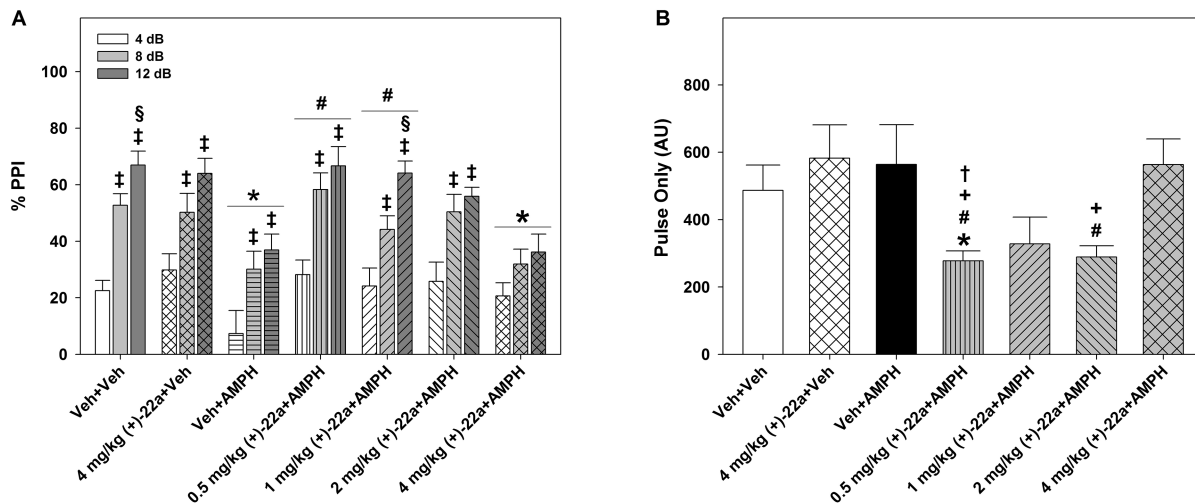 A
4 dB
8 dB
12 dB
% PPI
100
80
60
40
20
0
‡
§
‡
‡
‡
*
‡
‡
#
‡
‡
#
‡
§
‡
‡
‡
*
Veh+Veh
4 mg/kg (+)-22a+Veh
Veh+AMPH
0.5 mg/kg (+)-22a+AMPH
1 mg/kg (+)-22a+AMPH
2 mg/kg (+)-22a+AMPH
4 mg/kg (+)-22a+AMPH
B
Pulse Only (AU)
800
600
400
200
0
†
+
#
*
+
#
Veh+Veh
4 mg/kg (+)-22a+Veh
Veh+AMPH
0.5 mg/kg (+)-22a+AMPH
1 mg/kg (+)-22a+AMPH
2 mg/kg (+)-22a+AMPH
4 mg/kg (+)-22a+AMPH